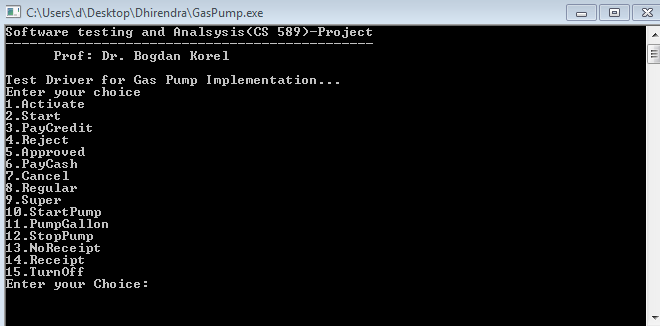 C:\Users\d\Desktop\Dhirendra\GasPump.exe
Software testing and Analsysis(CS 589)-Project
----------------------------------------------
Prof: Dr. Bogdan Korel
Test Driver for Gas Pump Implementation...
Enter your choice
1.Activate
2.Start
3.PayCredit
4.Reject
5.Approved
6.PayCash
7.Cancel
8.Regular
9.Super
10.StartPump
11.PumpGallon
12.StopPump
13.NoReceipt
14.Receipt
15.TurnOff
Enter your Choice: